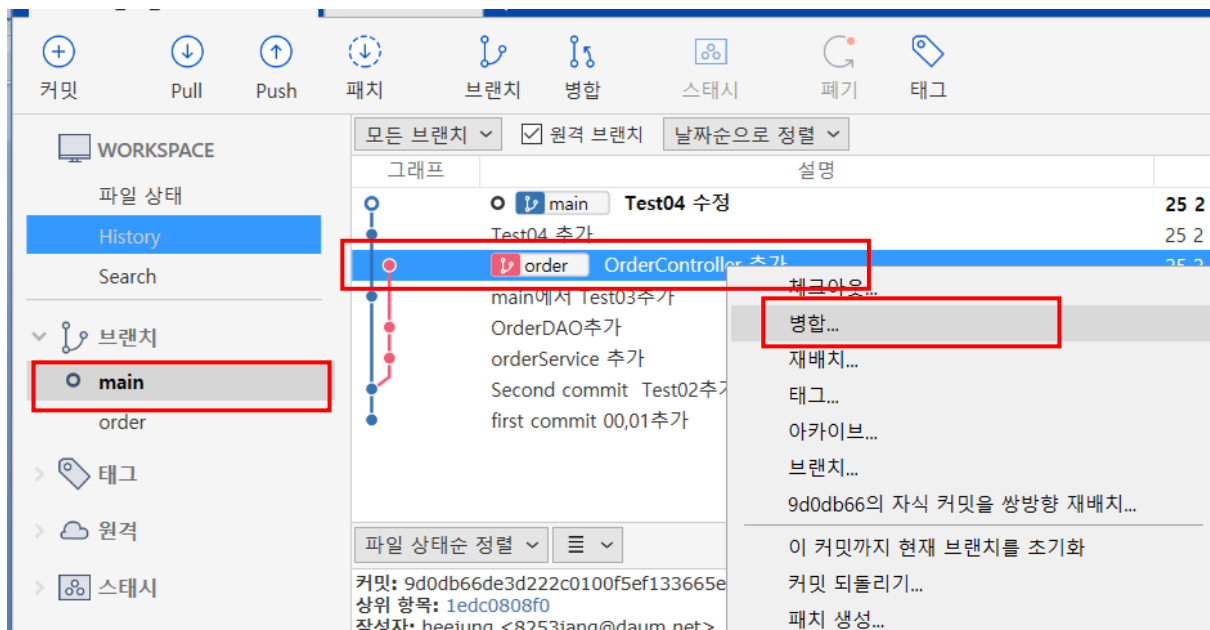 커밋 Pull Push 패치 브랜치 병합 스태시 폐기 태그
WORKSPACE
파일 상태
History
Search
브랜치
main
order
태그
원격
스태시
모든 브랜치 원격 브랜치 날짜순으로 정렬
그래프 설명
main Test04 수정 25 2
Test04 추가 25 2
order OrderController 추가 25 2
main에서 Test03추가
OrderDAO추가
orderService 추가
Second commit Test02추가
first commit 00,01추가
체크아웃...
병합...
재배치...
태그...
아카이브...
브랜치...
9d0db66의 자식 커밋을 쌍방향 재배치...
이 커밋까지 현재 브랜치를 초기화
커밋 되돌리기...
패치 생성...
파일 상태순 정렬
커밋: 9d0db66de3d222c0100f5ef133665e
상위 항목: 1edc0808f0
작성자: heejung <8253jang@daum.net>